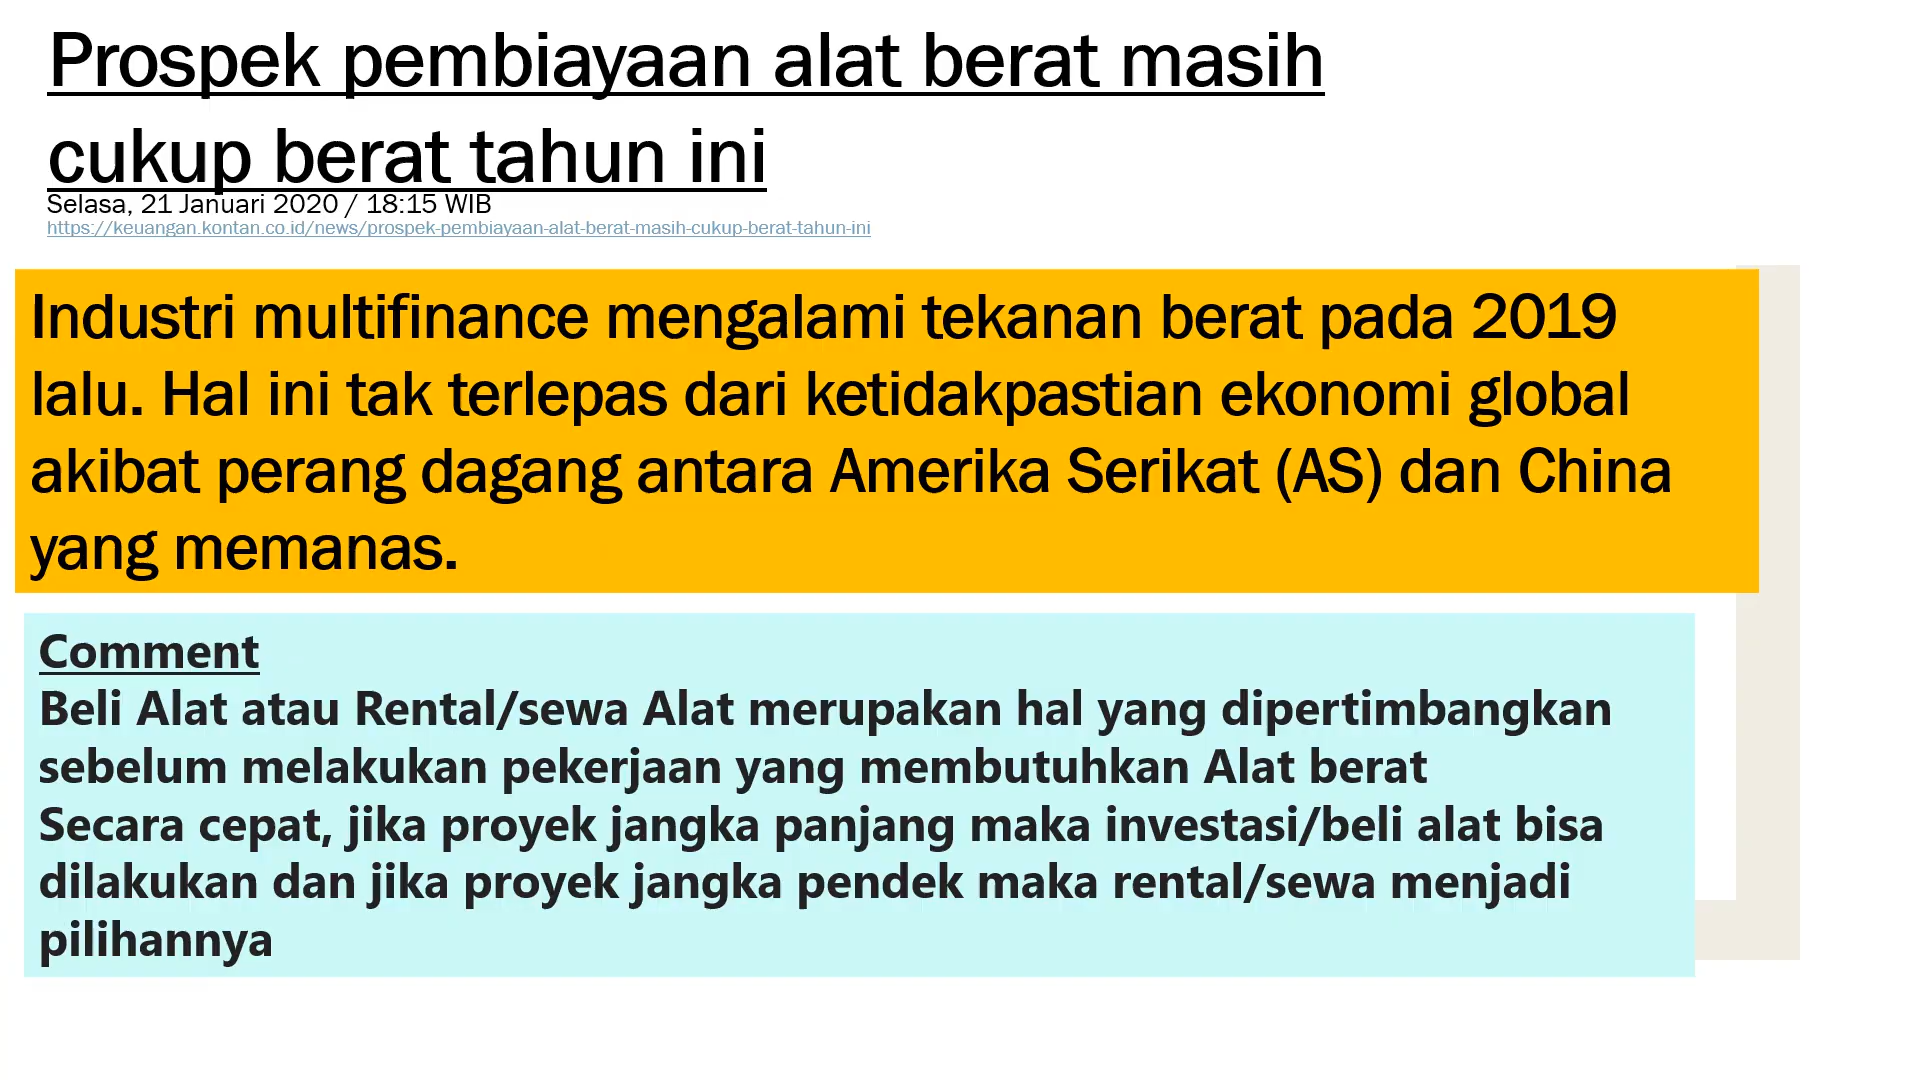 Prospek pembiayaan alat berat masih
cukup berat tahun ini
Selasa, 21 Januari 2020 / 18:15 WIB
https://keuangan.kontan.co.id/news/prospek-pembiayaan-alat-berat-masih-cukup-berat-tahun-ini
Industri multifinance mengalami tekanan berat pada 2019
lalu. Hal ini tak terlepas dari ketidakpastian ekonomi global
akibat perang dagang antara Amerika Serikat (AS) dan China
yang memanas.
Comment
Beli Alat atau Rental/sewa Alat merupakan hal yang dipertimbangkan
sebelum melakukan pekerjaan yang membutuhkan Alat berat
Secara cepat, jika proyek jangka panjang maka investasi/beli alat bisa
dilakukan dan jika proyek jangka pendek maka rental/sewa menjadi
pilihannya